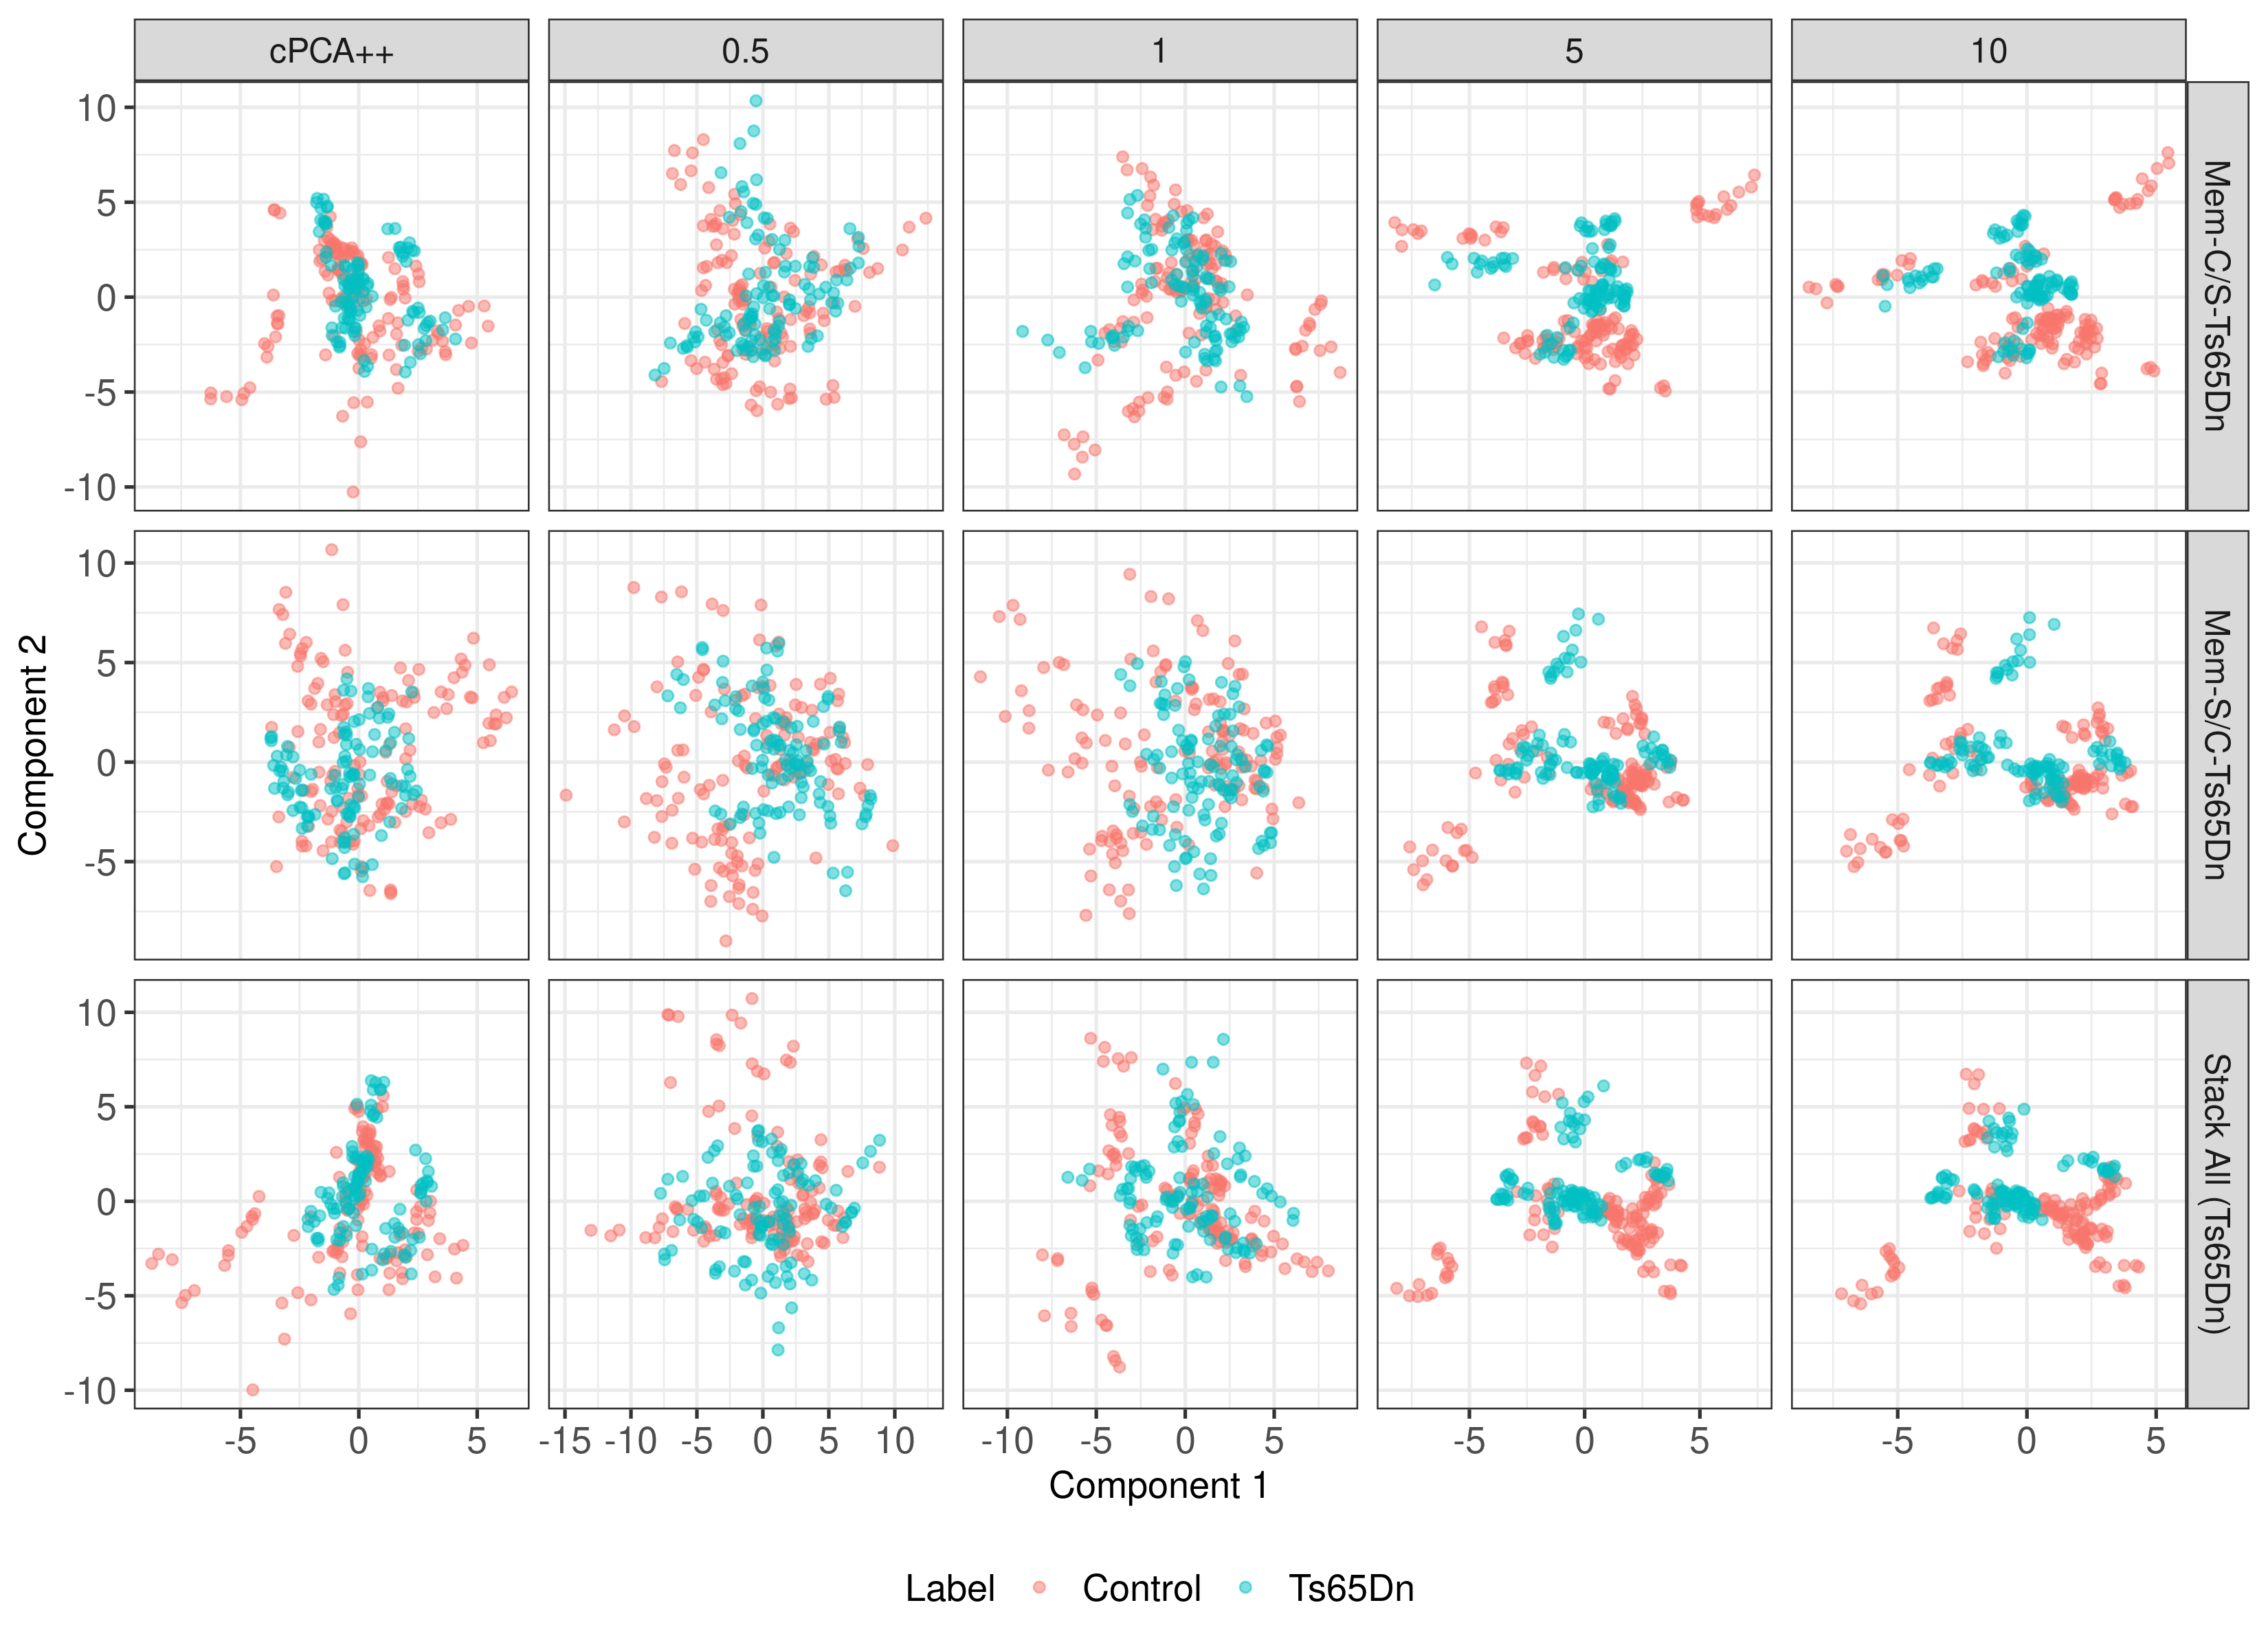 cPCA++ 0.5 1 5 10
10
5
0
-5
-10
Mem-C/S-Ts65Dn
10
5
0
-5
Mem-S/C-Ts65Dn
Component 2
10
5
0
-5
-10
Stack All (Ts65Dn)
-5 0 5 -15 -10 -5 0 5 10 -10 -5 0 5 -5 0 5 -5 0 5
Component 1
Label Control Ts65Dn